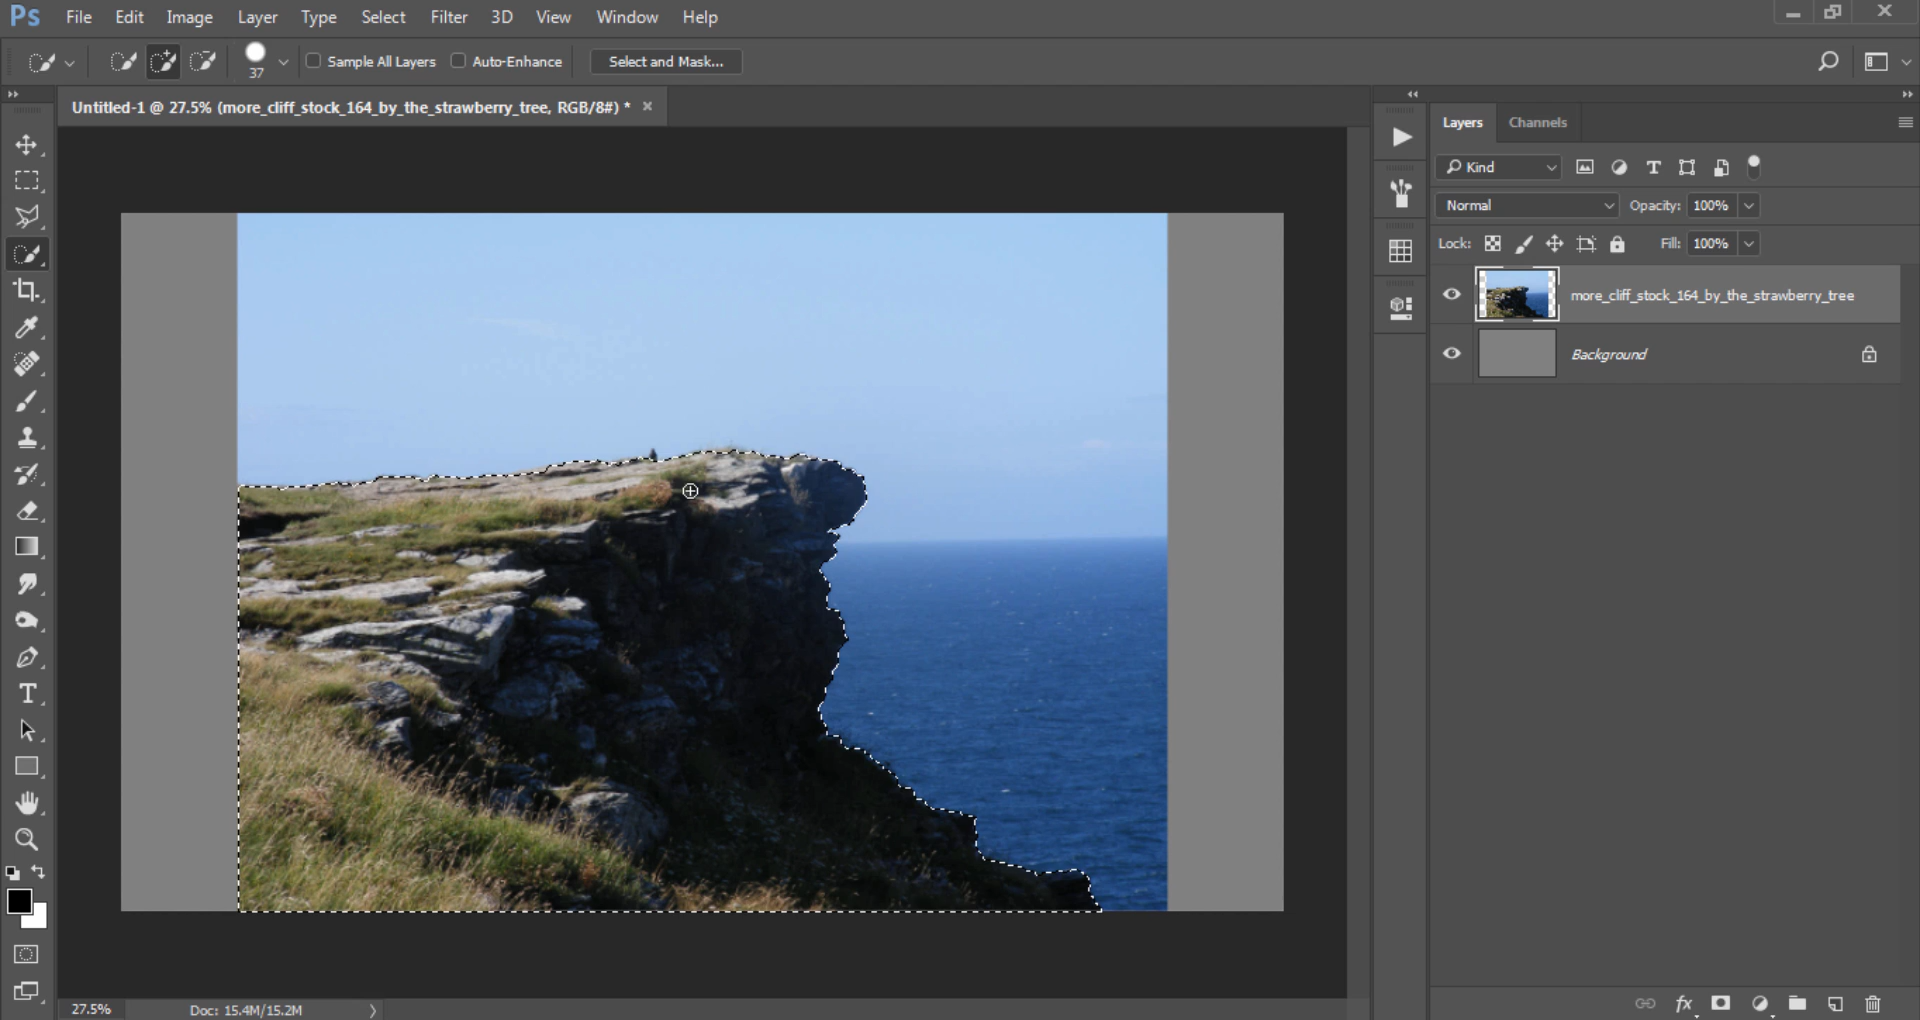 Ps File Edit Image Layer Type Select Filter 3D View Window Help
37 Sample All Layers Auto-Enhance Select and Mask...
Untitled-1 @ 27.5% (more_cliff_stock_164_by_the_strawberry_tree, RGB/8#) * ×
Layers Channels
Kind
Normal Opacity: 100%
Lock: Fill: 100%
more_cliff_stock_164_by_the_strawberry_tree
Background
27.5% Doc: 15.4M/15.2M
fx